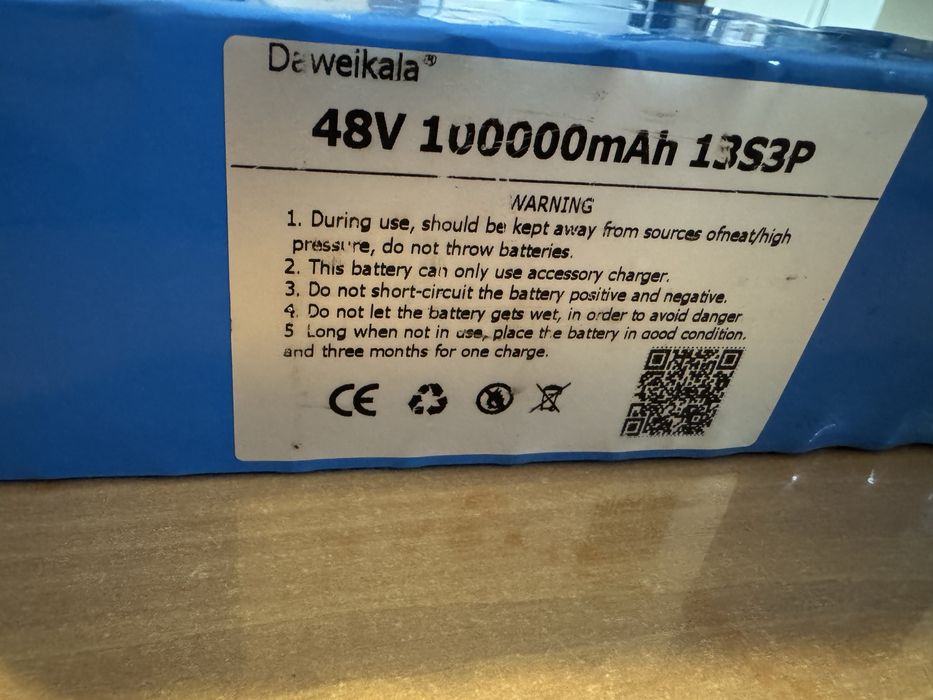 Daweikala®
48V 100000mAh 13S3P
WARNING
1. During use, should be kept away from sources ofheat/high
pressure, do not throw batteries.
2. This battery can only use accessory charger.
3. Do not short-circuit the battery positive and negative.
4. Do not let the battery gets wet, in order to avoid danger
5 Long when not in use, place the battery in good condition.
and three months for one charge.
CE